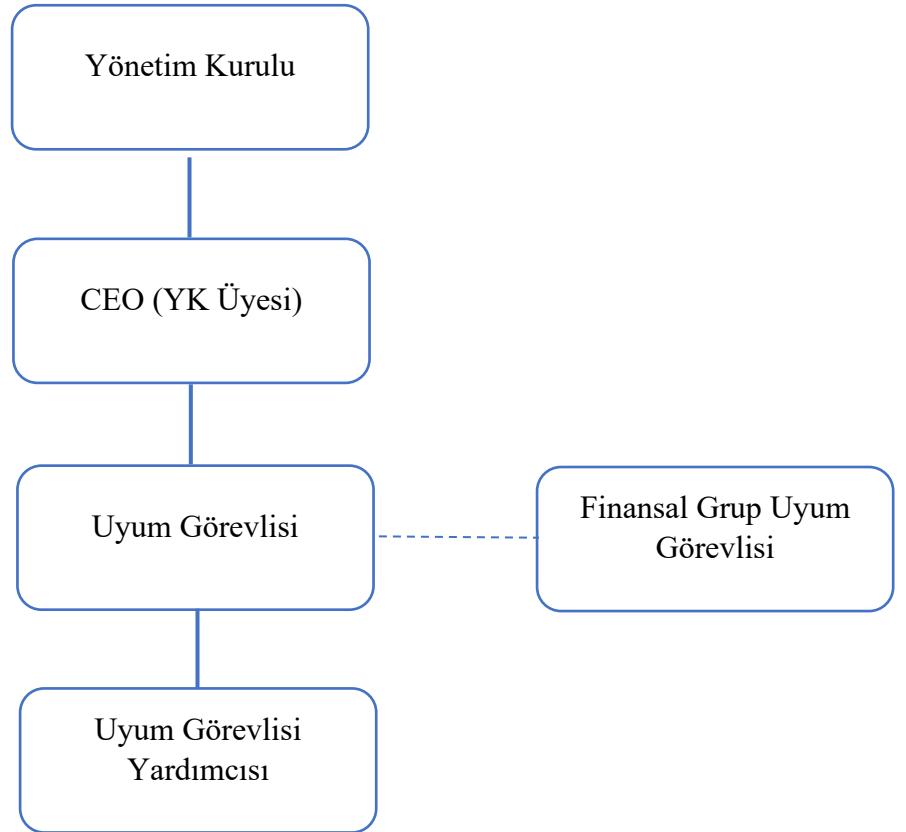 Yönetim Kurulu
CEO (YK Üyesi)
Uyum Görevlisi
Finansal Grup Uyum
Görevlisi
Uyum Görevlisi
Yardımcısı